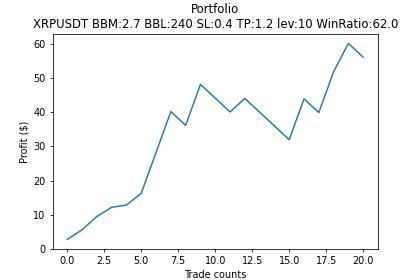 Portfolio
XRPUSDT BBM:2.7 BBL:240 SL:0.4 TP:1.2 lev:10 WinRatio:62.0
60
50
40
30
20
10
0
Profit ($)
0.0 2.5 5.0 7.5 10.0 12.5 15.0 17.5 20.0
Trade counts